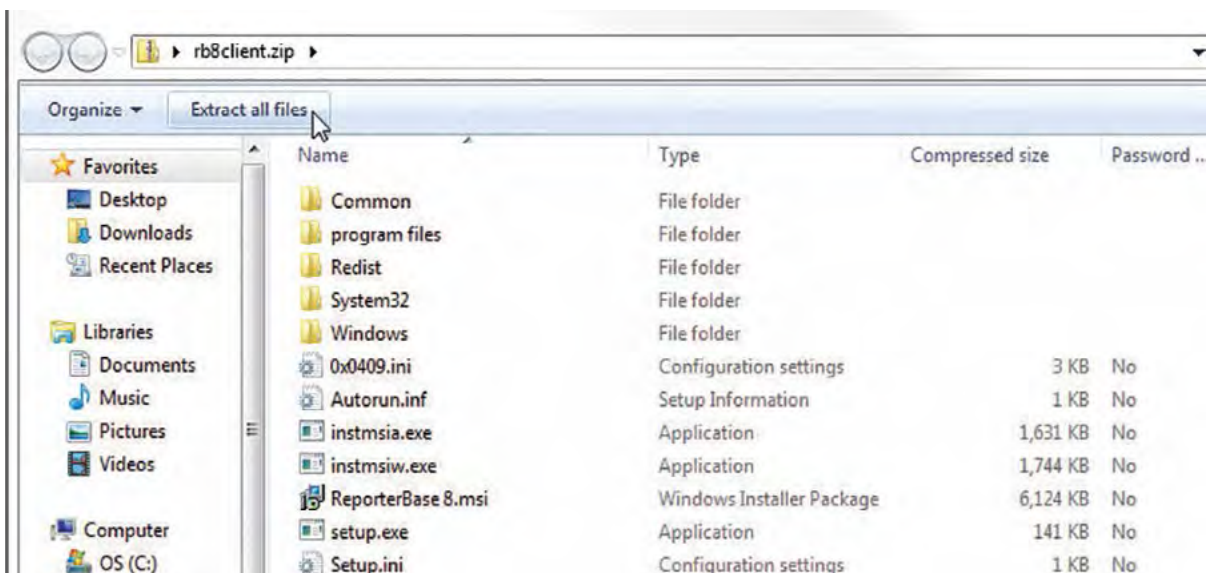 rb8client.zip
Organize Extract all files
Favorites
Desktop
Downloads
Recent Places
Libraries
Documents
Music
Pictures
Videos
Computer
OS (C:)
Name Type Compressed size Password ...
Common File folder
program files File folder
Redist File folder
System32 File folder
Windows File folder
0x0409.ini Configuration settings 3 KB No
Autorun.inf Setup Information 1 KB No
instmsia.exe Application 1,631 KB No
instmsiw.exe Application 1,744 KB No
ReporterBase 8.msi Windows Installer Package 6,124 KB No
setup.exe Application 141 KB No
Setup.ini Configuration settings 1 KB No